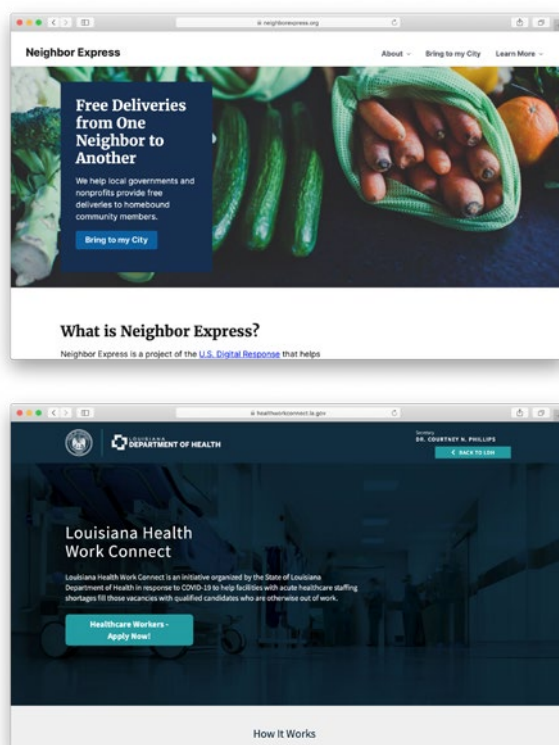 neighborexpress.org
Neighbor Express
About
Bring to my City
Learn More
Free Deliveries
from One
Neighbor to
Another
We help local governments and
nonprofits provide free
deliveries to homebound
community members.
Bring to my City
What is Neighbor Express?
Neighbor Express is a project of the U.S. Digital Response that helps
healthworkconnect.la.gov
LOUISIANA
DEPARTMENT OF HEALTH
Secretary
DR. COURTNEY N. PHILLIPS
BACK TO LDH
Louisiana Health
Work Connect
Louisiana Health Work Connect is an initiative organized by the State of Louisiana
Department of Health in response to COVID-19 to help facilities with acute healthcare staffing
shortages fill those vacancies with qualified candidates who are otherwise out of work.
Healthcare Workers -
Apply Now!
How It Works